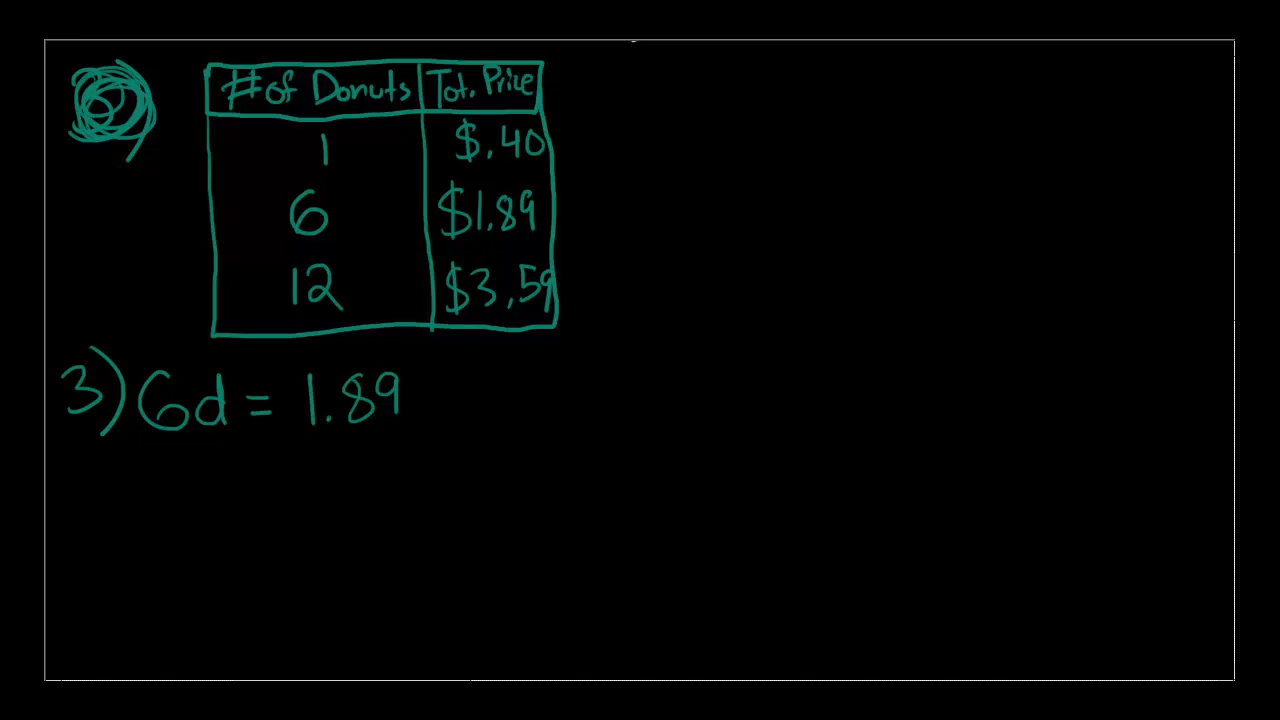 # of Donuts Tot. Price
1 $.40
6 $1.89
12 $3.59
3) 6d = 1.89